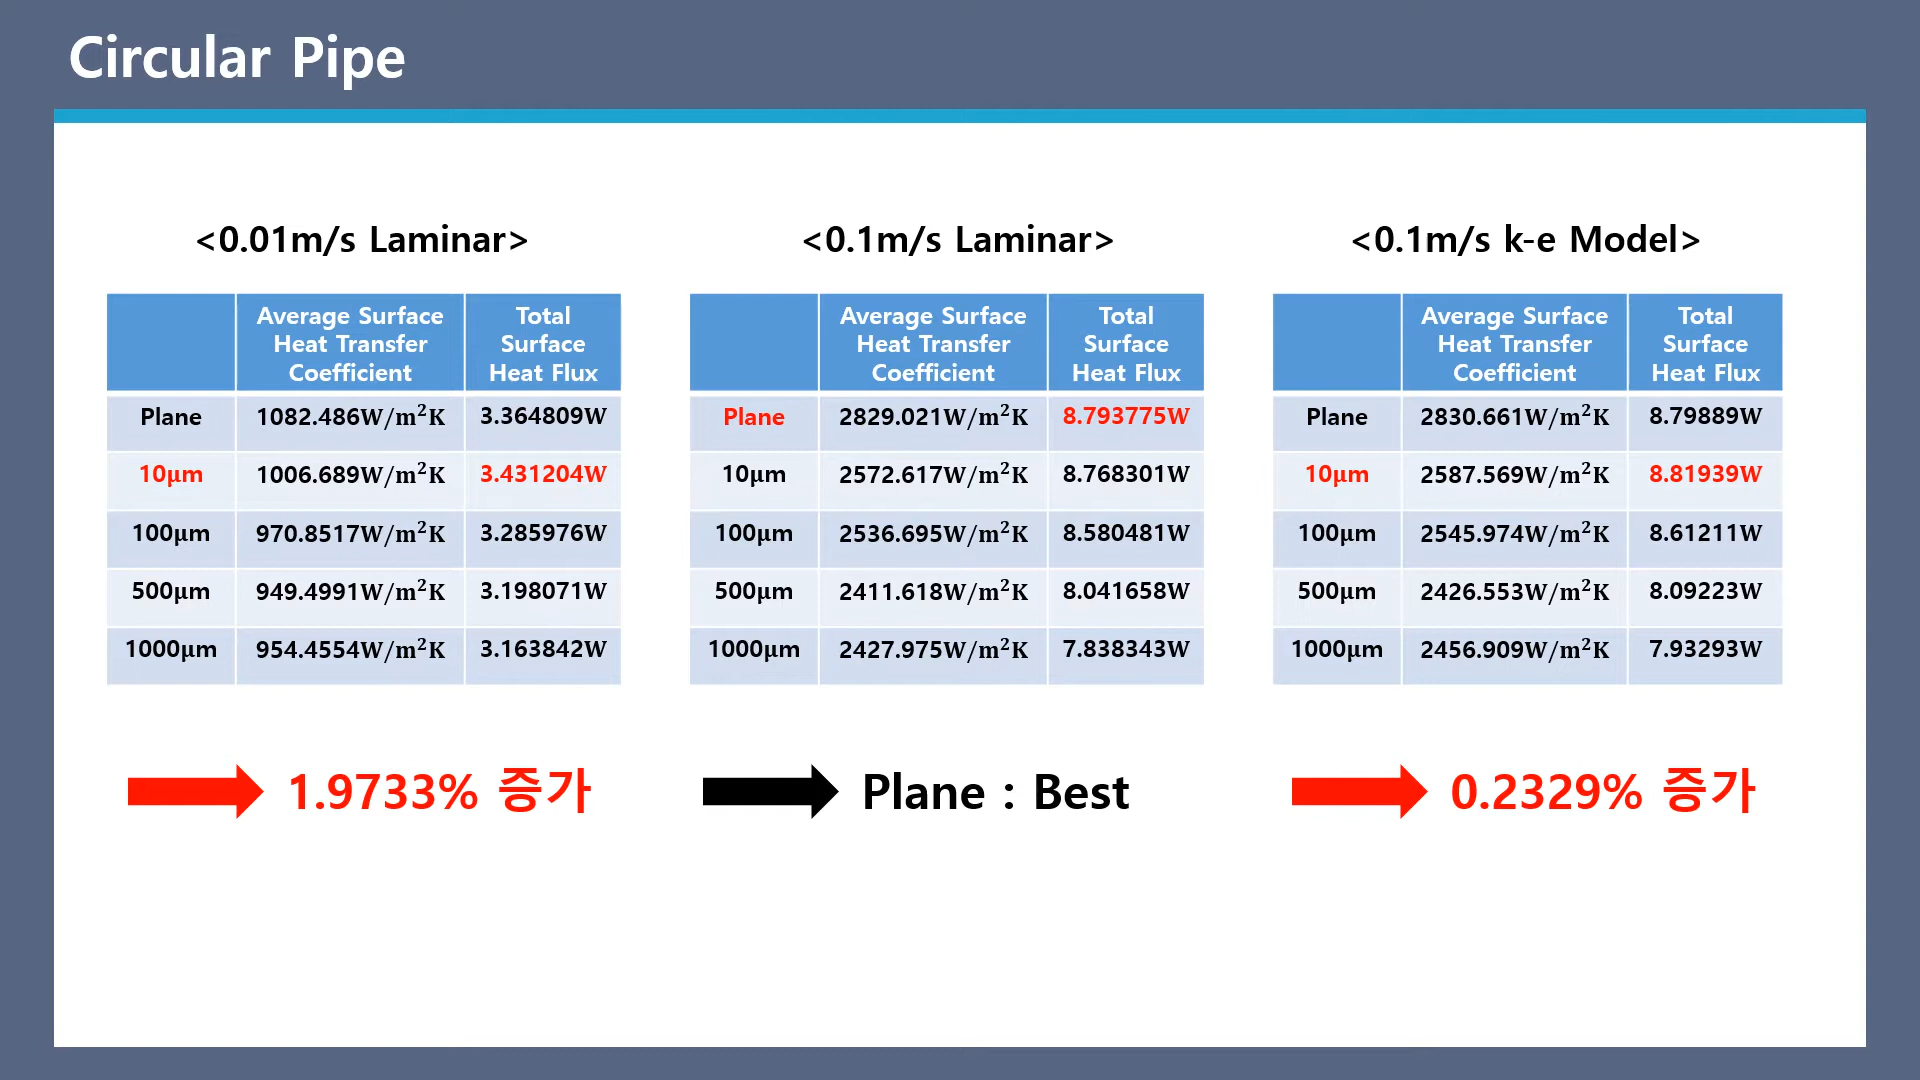 Circular Pipe
<0.01m/s Laminar>
Average Surface Heat Transfer Coefficient Total Surface Heat Flux
Plane 1082.486W/m²K 3.364809W
10μm 1006.689W/m²K 3.431204W
100μm 970.8517W/m²K 3.285976W
500μm 949.4991W/m²K 3.198071W
1000μm 954.4554W/m²K 3.163842W
1.9733% 증가
<0.1m/s Laminar>
Average Surface Heat Transfer Coefficient Total Surface Heat Flux
Plane 2829.021W/m²K 8.793775W
10μm 2572.617W/m²K 8.768301W
100μm 2536.695W/m²K 8.580481W
500μm 2411.618W/m²K 8.041658W
1000μm 2427.975W/m²K 7.838343W
Plane : Best
<0.1m/s k-e Model>
Average Surface Heat Transfer Coefficient Total Surface Heat Flux
Plane 2830.661W/m²K 8.79889W
10μm 2587.569W/m²K 8.81939W
100μm 2545.974W/m²K 8.61211W
500μm 2426.553W/m²K 8.09223W
1000μm 2456.909W/m²K 7.93293W
0.2329% 증가